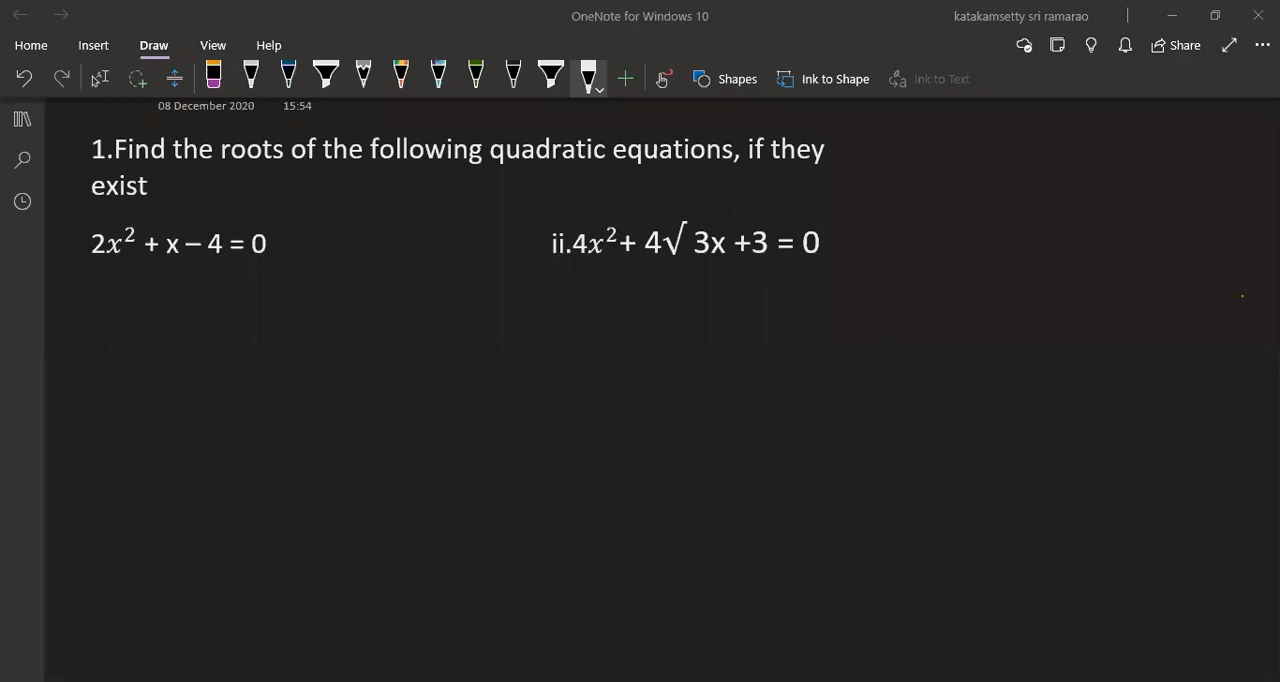 OneNote for Windows 10
katakamsetty sri ramarao
Home Insert Draw View Help
Share
Shapes
Ink to Shape
Ink to Text
08 December 2020 15:54
1.Find the roots of the following quadratic equations, if they
exist
2𝑥² + x – 4 = 0
ii.4𝑥²+ 4√ 3x +3 = 0